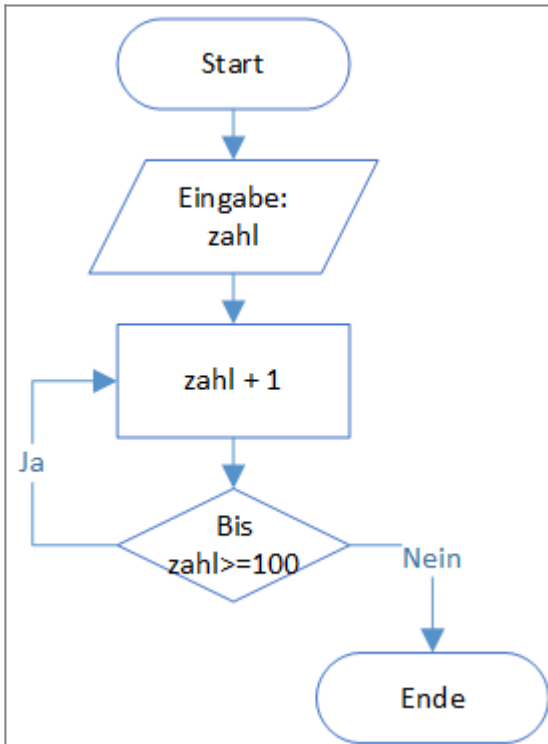 Start
Eingabe:
zahl
zahl + 1
Ja
Bis
zahl>=100
Nein
Ende